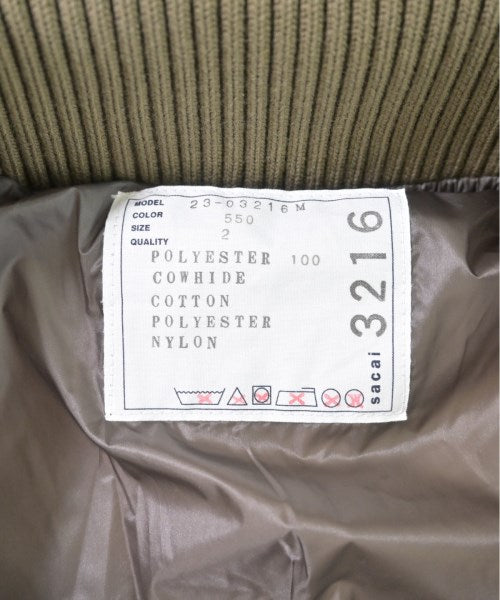 MODEL 23-03216M
COLOR 550
SIZE 2
QUALITY
POLYESTER 100
COWHIDE
COTTON
POLYESTER
NYLON
sacai 3216